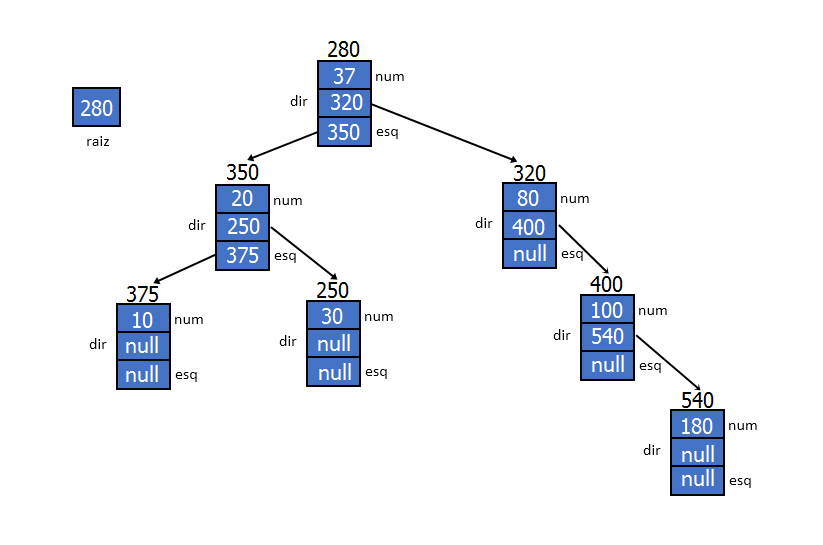 280
raiz
280
37 num
dir 320
350 esq
350
20 num
dir 250
375 esq
320
80 num
dir 400
null esq
375
10 num
dir null
null esq
250
30 num
dir null
null esq
400
100 num
dir 540
null esq
540
180 num
dir null
null esq